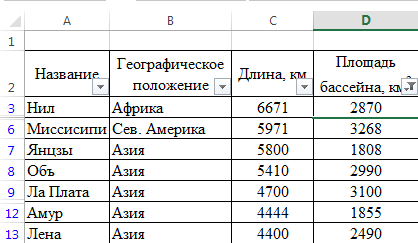 A B C D
1
2 Название Географическое положение Длина, км Площадь бассейна, км
3 Нил Африка 6671 2870
6 Миссисипи Сев. Америка 5971 3268
7 Янцзы Азия 5800 1808
8 Объ Азия 5410 2990
9 Ла Плата Азия 4700 3100
12 Амур Азия 4444 1855
13 Лена Азия 4400 2490